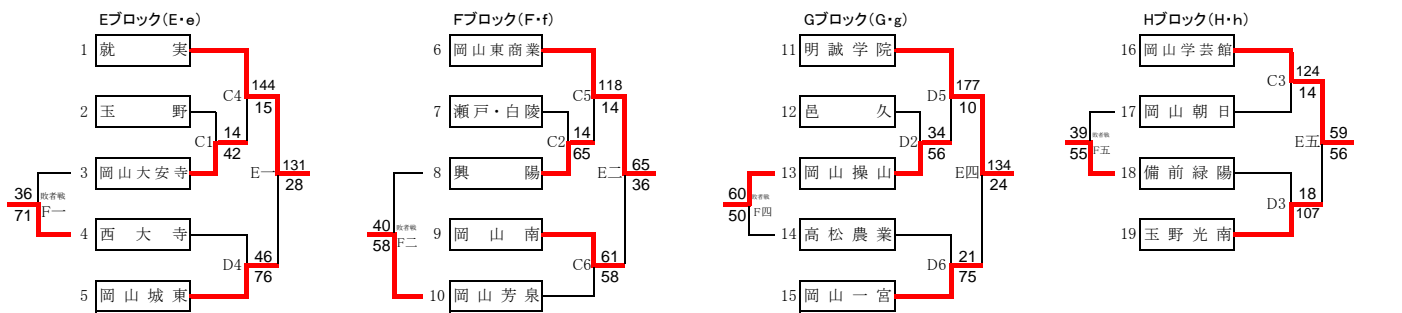 Eブロック(E・e)
1 就実
C4 144
15
2 玉野
C1 14
42
3 岡山大安寺
E一 131
28
36 敗者戦
71 F一
4 西大寺
D4 46
76
5 岡山城東
Fブロック(F・f)
6 岡山東商業
C5 118
14
7 瀬戸・白陵
C2 14
65
8 興陽
E二 65
36
40 敗者戦
58 F二
9 岡山南
C6 61
58
10 岡山芳泉
Gブロック(G・g)
11 明誠学院
D5 177
10
12 邑久
D2 34
56
13 岡山操山
E四 134
24
60 敗者戦
50 F四
14 高松農業
D6 21
75
15 岡山一宮
Hブロック(H・h)
16 岡山学芸館
C3 124
14
17 岡山朝日
39 敗者戦
55 F五
E五 59
56
18 備前緑陽
D3 18
107
19 玉野光南